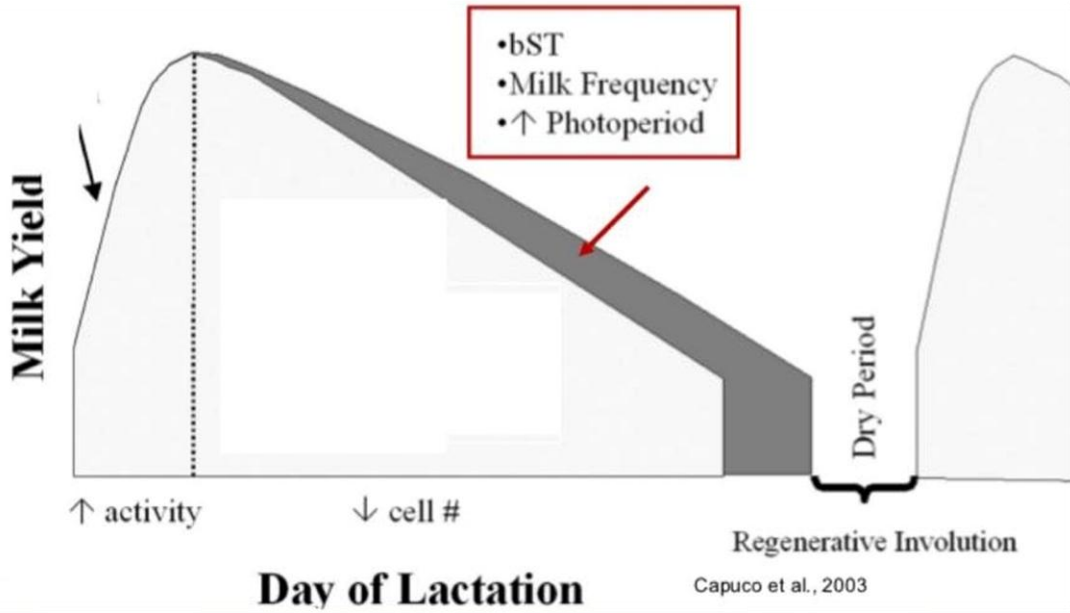 •bST
•Milk Frequency
•↑ Photoperiod
Milk Yield
Dry Period
↑ activity
↓ cell #
Regenerative Involution
Day of Lactation
Capuco et al., 2003